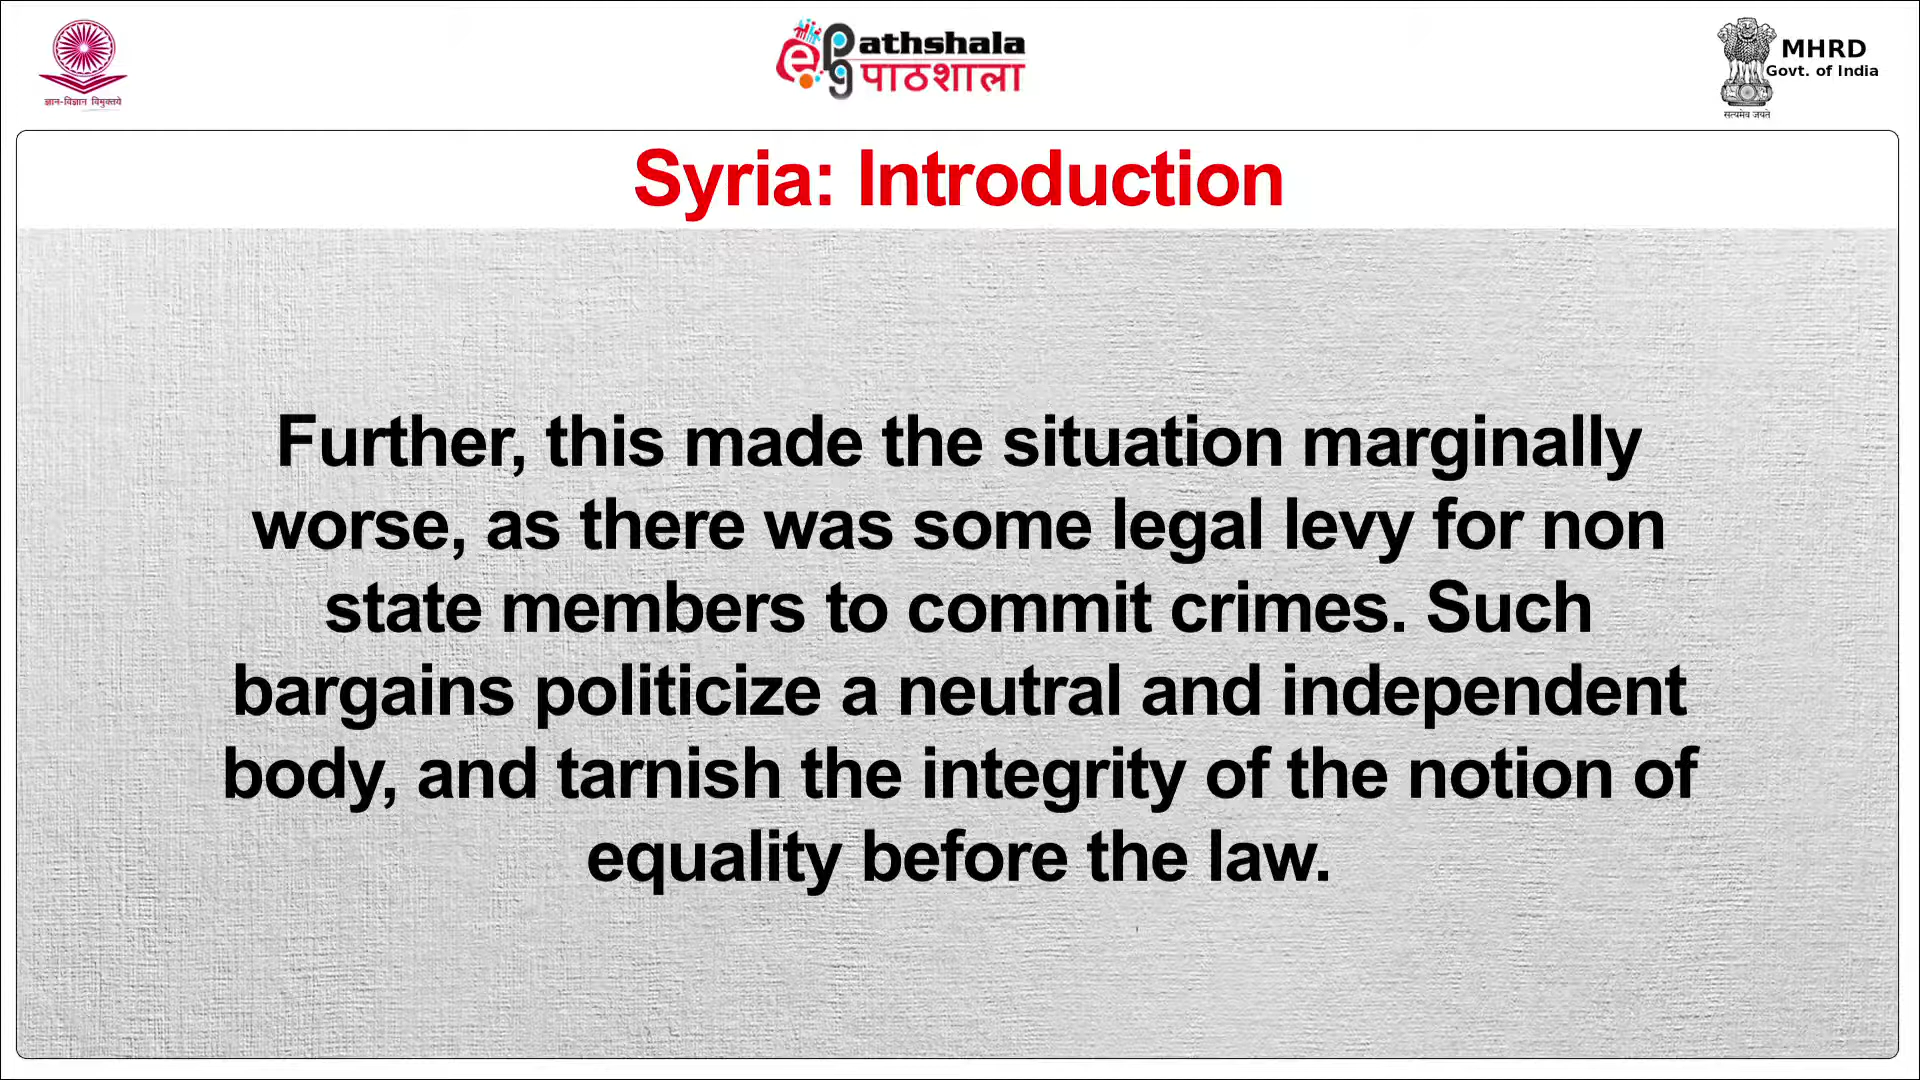 ज्ञान-विज्ञान विमुक्तये
ePg Pathshala
पाठशाला
MHRD
Govt. of India
सत्यमेव जयते
Syria: Introduction
Further, this made the situation marginally
worse, as there was some legal levy for non
state members to commit crimes. Such
bargains politicize a neutral and independent
body, and tarnish the integrity of the notion of
equality before the law.